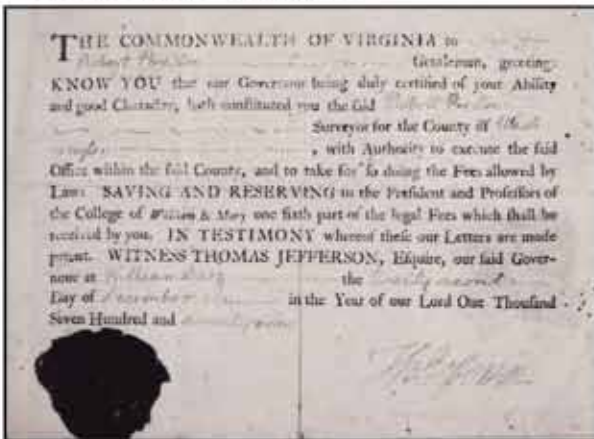 THE COMMONWEALTH OF VIRGINIA to
Robert Gentleman, greeting:
KNOW YOU that our Governour being duly certified of your Ability
and good Character, hath constituted you the said Robert
Surveyor for the County of
, with Authority to execute the said
Office within the said County, and to take for so doing the Fees allowed by
Law: SAVING AND RESERVING to the President and Professors of
the College of William & Mary one sixth part of the legal Fees which shall be
received by you. IN TESTIMONY whereof these our Letters are made
patent. WITNESS THOMAS JEFFERSON, Esquire, our said Gover-
nour at Williamsburg the twenty second
Day of December in the Year of our Lord One Thousand
Seven Hundred and